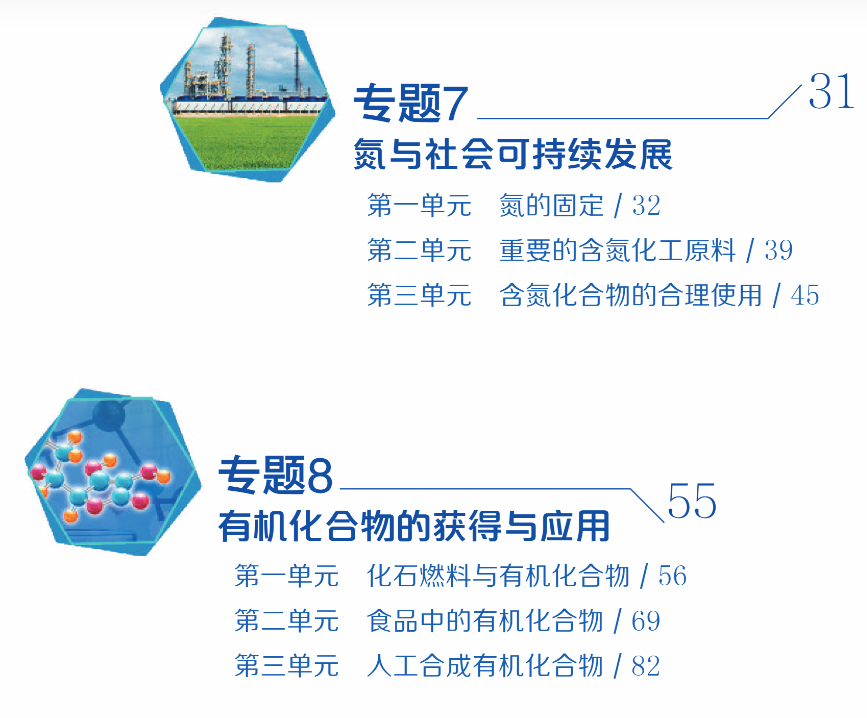 专题7 31
氮与社会可持续发展
第一单元 氮的固定 / 32
第二单元 重要的含氮化工原料 / 39
第三单元 含氮化合物的合理使用 / 45
专题8 55
有机化合物的获得与应用
第一单元 化石燃料与有机化合物 / 56
第二单元 食品中的有机化合物 / 69
第三单元 人工合成有机化合物 / 82